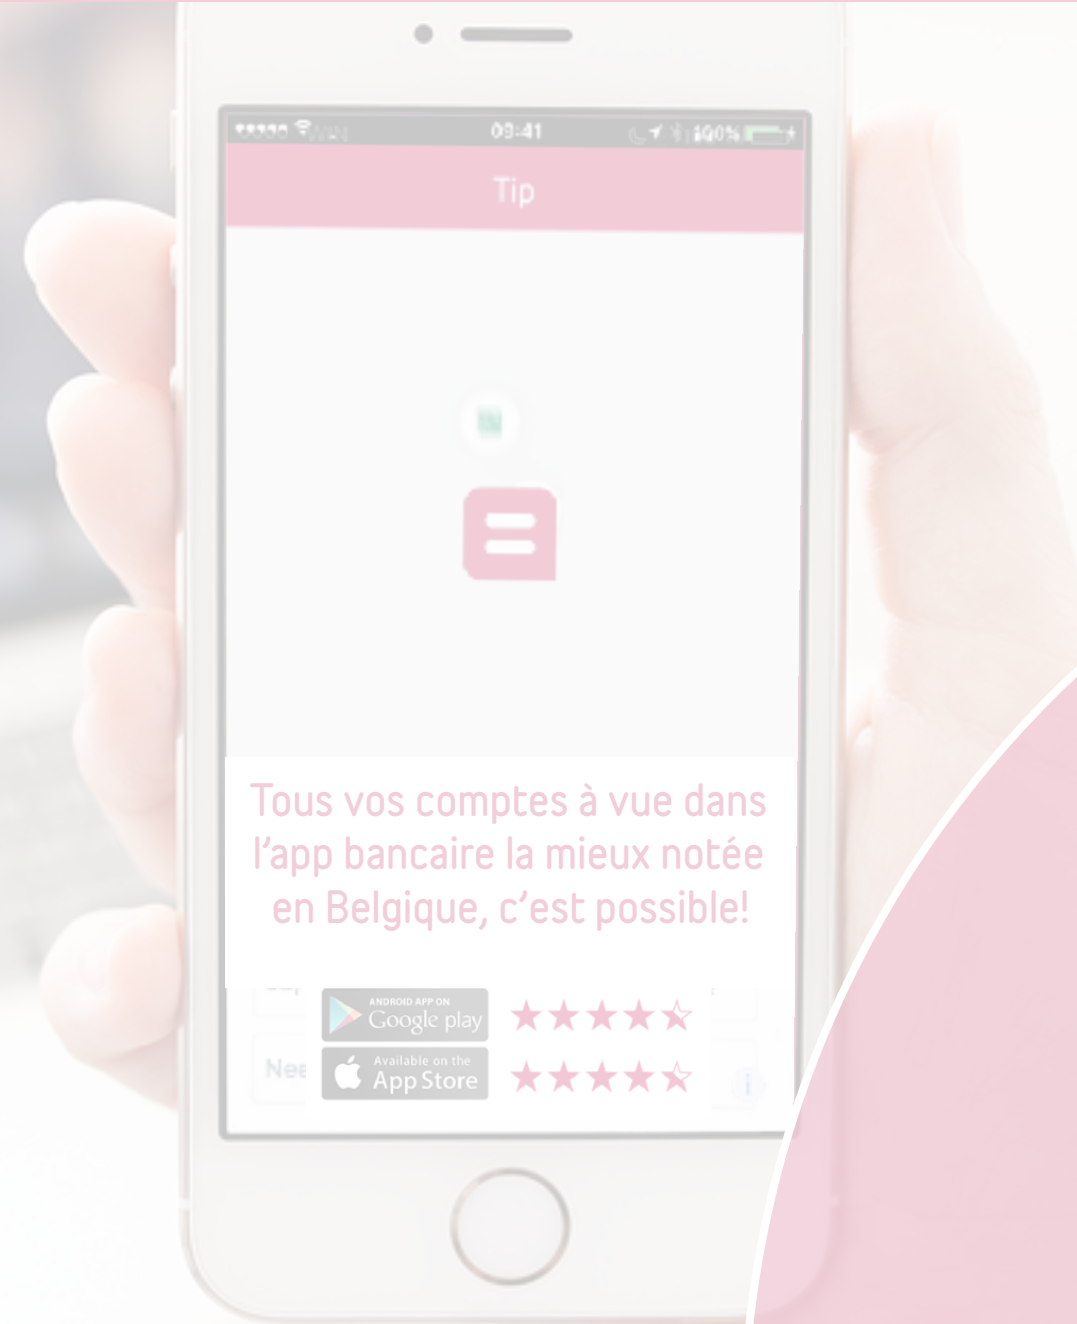 09:41
100%
Tip
Tous vos comptes à vue dans
l’app bancaire la mieux notée
en Belgique, c’est possible!
ANDROID APP ON
Google play
Available on the
App Store